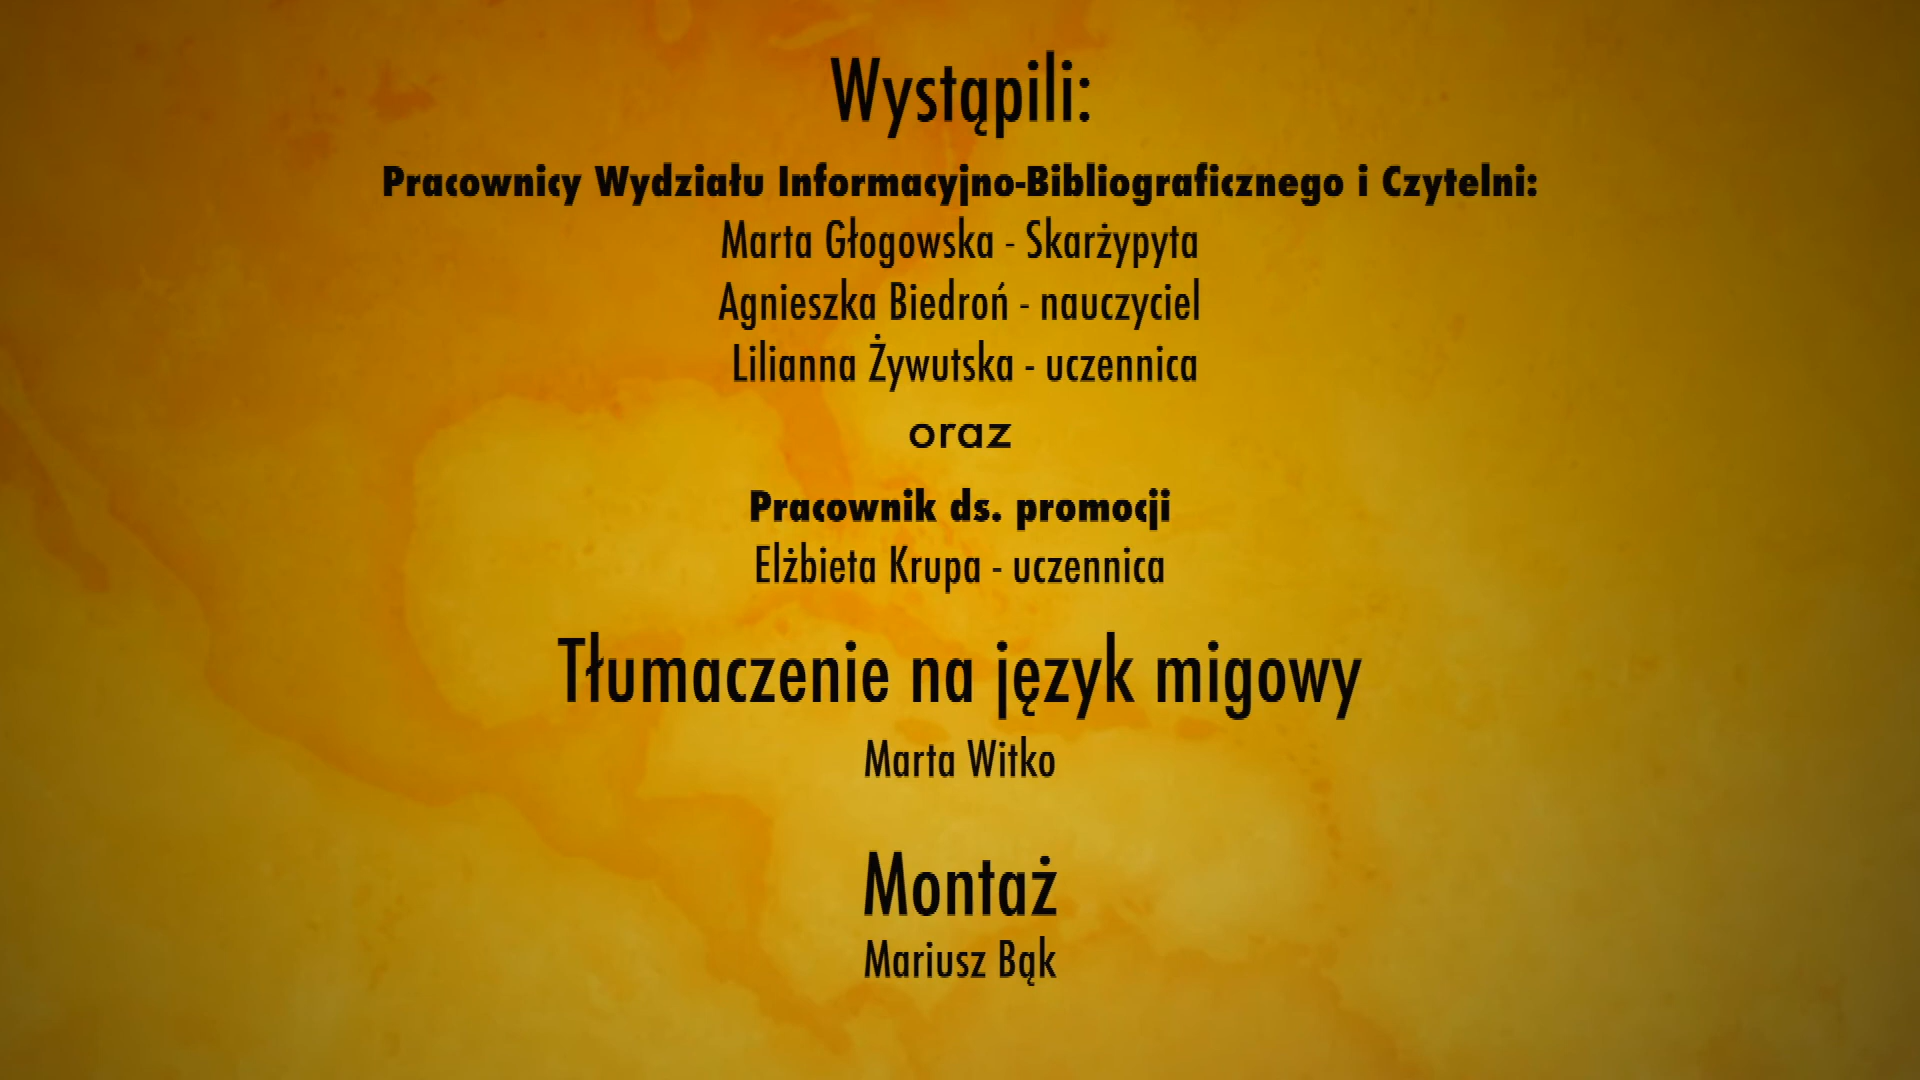 Wystąpili:
Pracownicy Wydziału Informacyjno-Bibliograficznego i Czytelni:
Marta Głogowska - Skarżypyta
Agnieszka Biedroń - nauczyciel
Lilianna Żywutska - uczennica
oraz
Pracownik ds. promocji
Elżbieta Krupa - uczennica
Tłumaczenie na język migowy
Marta Witko
Montaż
Mariusz Bąk